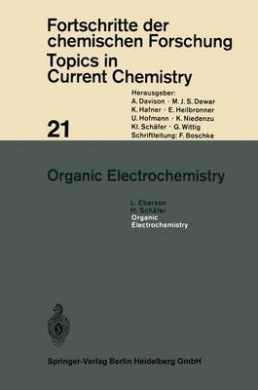 Fortschritte der
chemischen Forschung
Topics in
Current Chemistry
Herausgeber:
A. Davison · M. J. S. Dewar
K. Hafner · E. Heilbronner
U. Hofmann · K. Niedenzu
Kl. Schäfer · G. Wittig
Schriftleitung: F. Boschke
21
Organic Electrochemistry
L. Eberson
H. Schäfer
Organic
Electrochemistry
Springer-Verlag Berlin Heidelberg GmbH